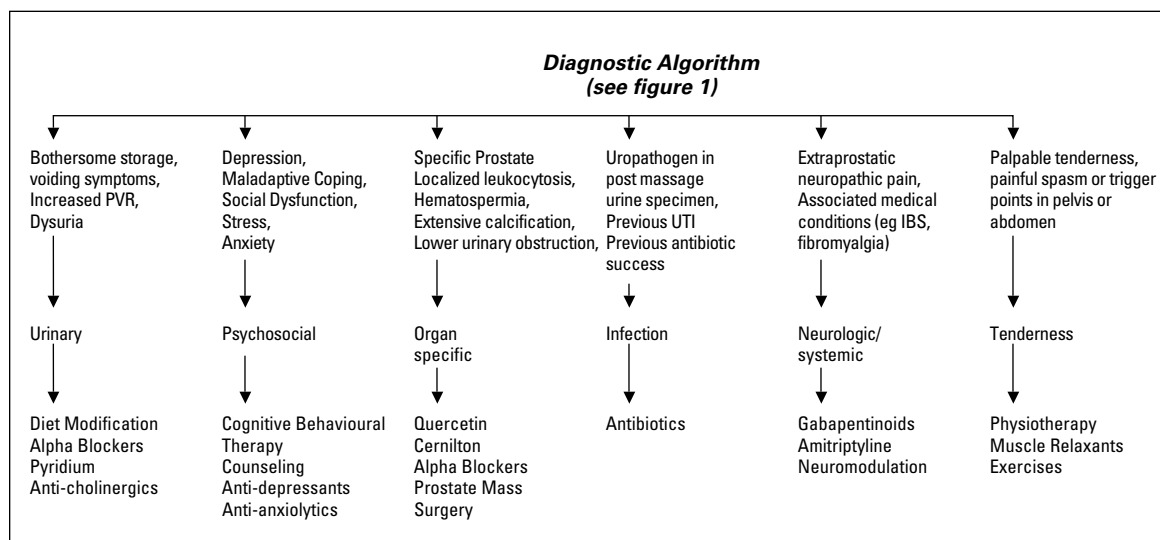 Diagnostic Algorithm
(see figure 1)
Bothersome storage,
voiding symptoms,
Increased PVR,
Dysuria
Depression,
Maladaptive Coping,
Social Dysfunction,
Stress,
Anxiety
Specific Prostate
Localized leukocytosis,
Hematospermia,
Extensive calcification,
Lower urinary obstruction,
Uropathogen in
post massage
urine specimen,
Previous UTI
Previous antibiotic
success
Extraprostatic
neuropathic pain,
Associated medical
conditions (eg IBS,
fibromyalgia)
Palpable tenderness,
painful spasm or trigger
points in pelvis or
abdomen
Urinary
Psychosocial
Organ
specific
Infection
Neurologic/
systemic
Tenderness
Diet Modification
Alpha Blockers
Pyridium
Anti-cholinergics
Cognitive Behavioural
Therapy
Counseling
Anti-depressants
Anti-anxiolytics
Quercetin
Cernilton
Alpha Blockers
Prostate Mass
Surgery
Antibiotics
Gabapentinoids
Amitriptyline
Neuromodulation
Physiotherapy
Muscle Relaxants
Exercises